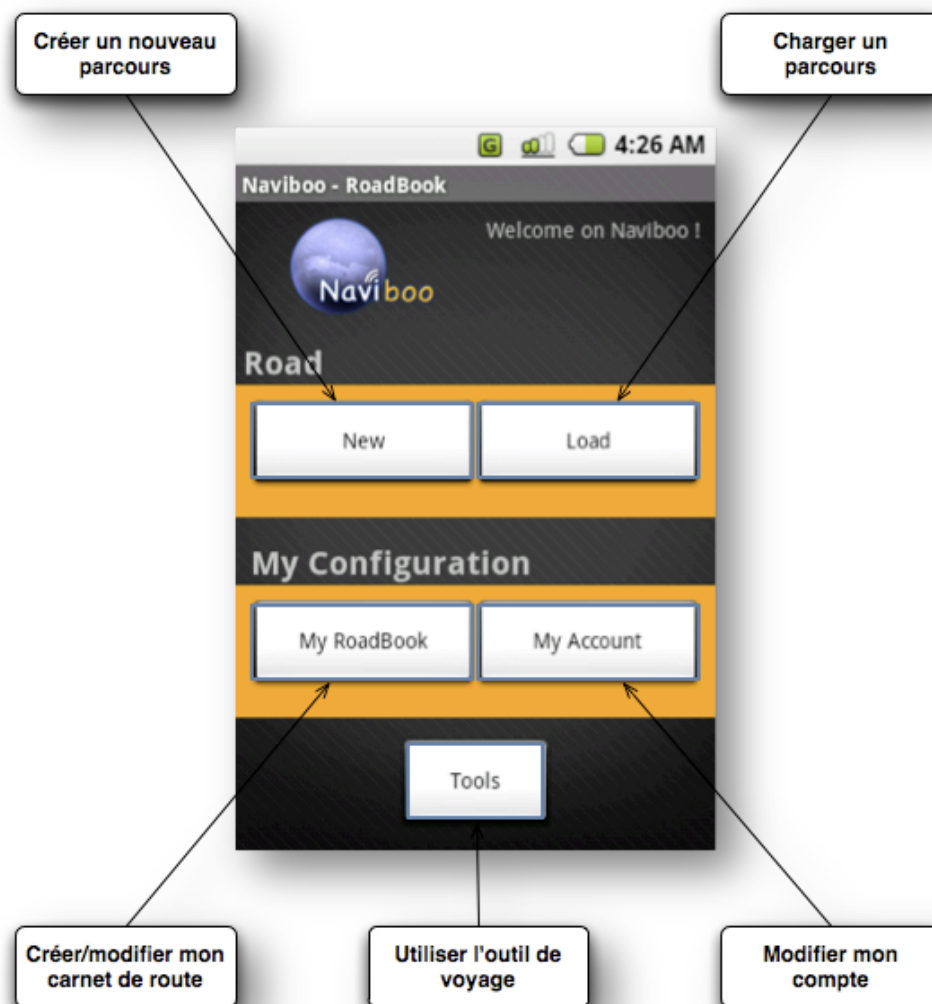 Créer un nouveau
parcours
Charger un
parcours
G 4:26 AM
Naviboo - RoadBook
Welcome on Naviboo !
Naviboo
Road
New
Load
My Configuration
My RoadBook
My Account
Tools
Créer/modifier mon
carnet de route
Utiliser l'outil de
voyage
Modifier mon
compte